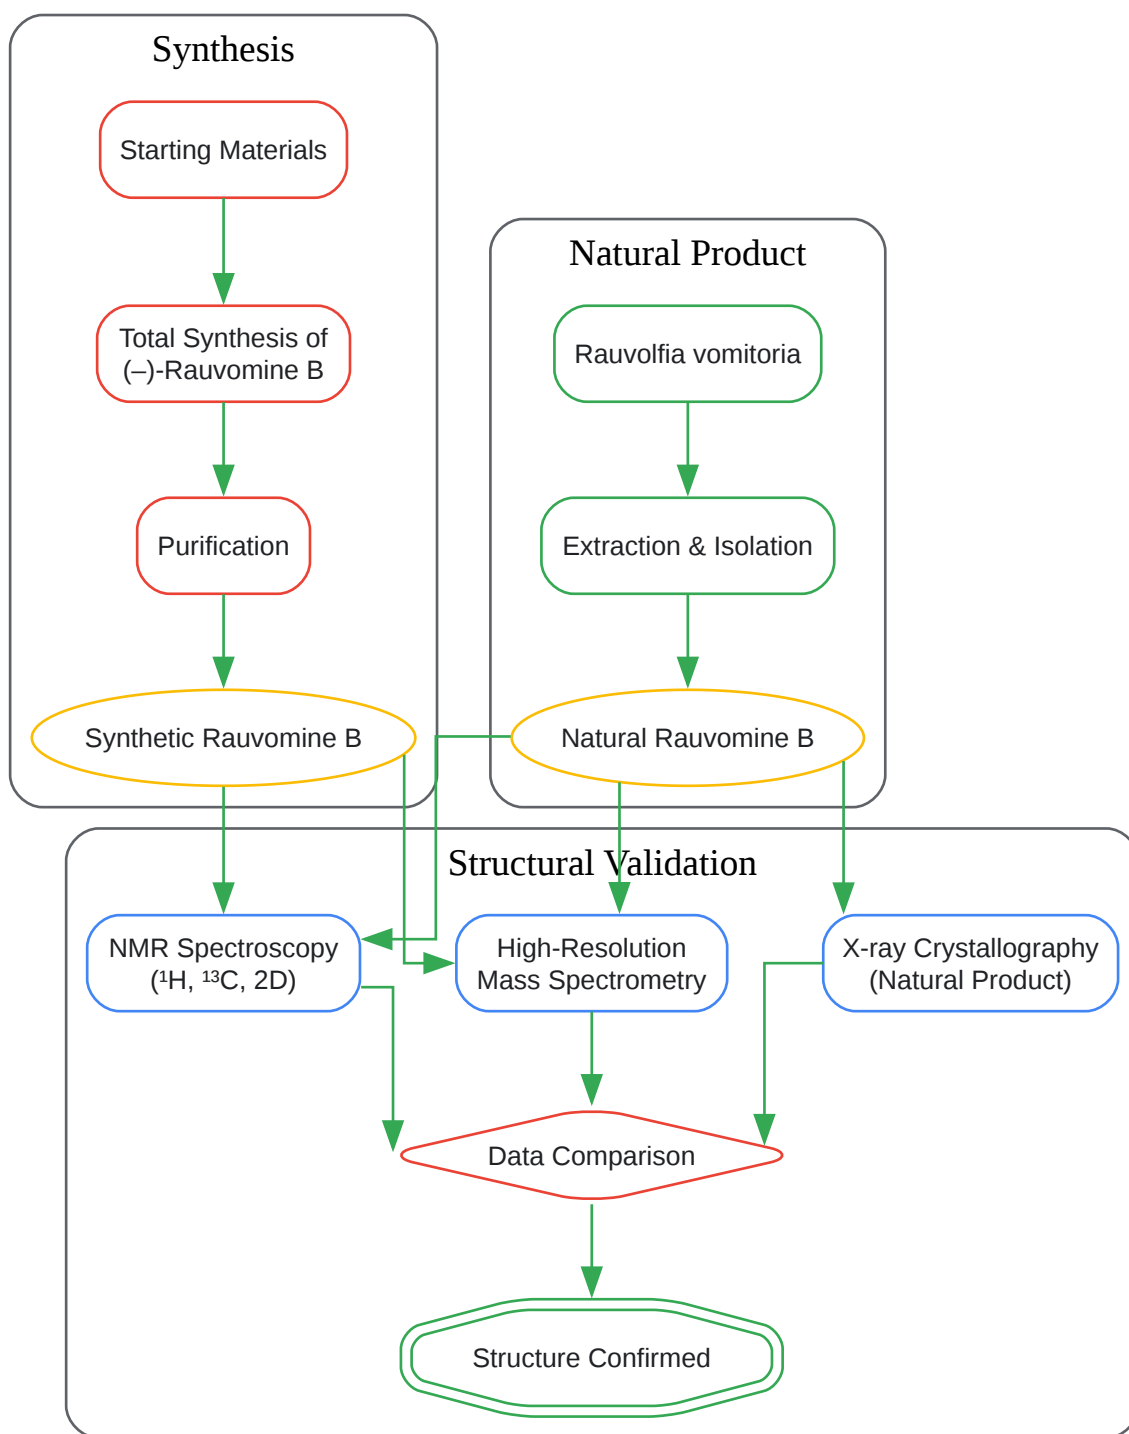 Synthesis
Starting Materials
Total Synthesis of
(–)-Rauvomine B
Purification
Synthetic Rauvomine B
Natural Product
Rauvolfia vomitoria
Extraction & Isolation
Natural Rauvomine B
Structural Validation
NMR Spectroscopy
(¹H, ¹³C, 2D)
High-Resolution
Mass Spectrometry
X-ray Crystallography
(Natural Product)
Data Comparison
Structure Confirmed